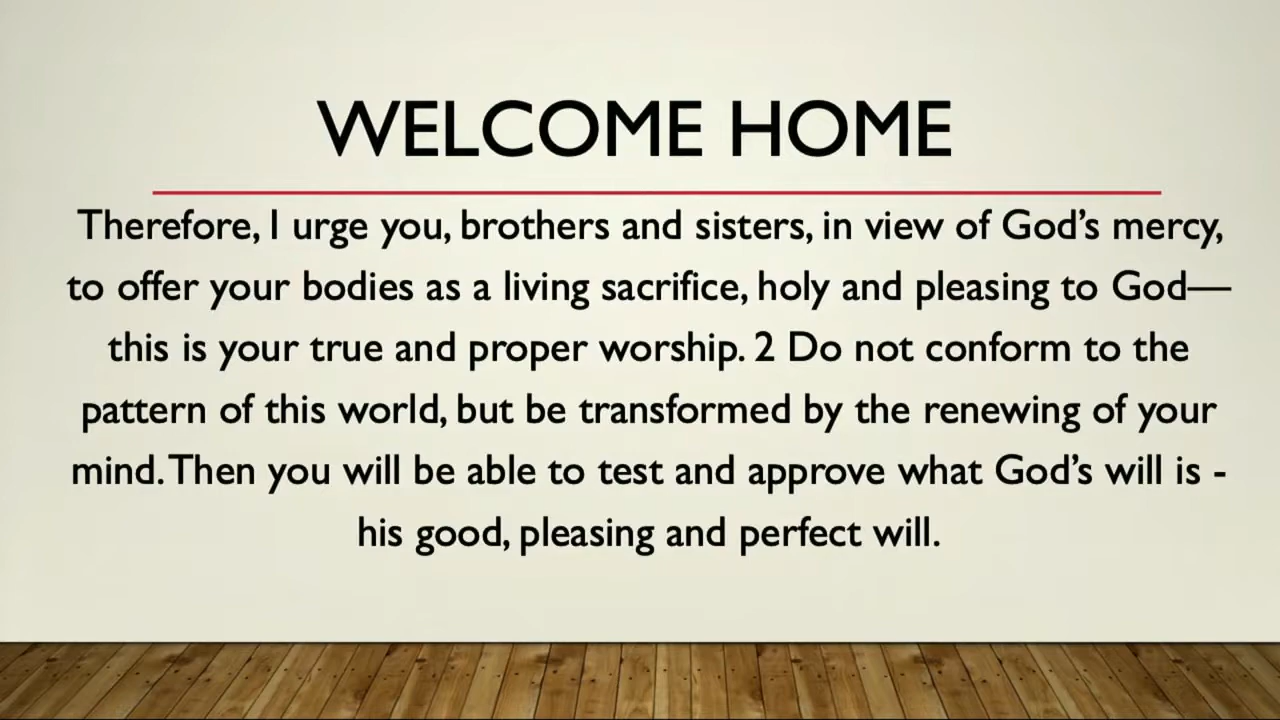 WELCOME HOME
Therefore, I urge you, brothers and sisters, in view of God’s mercy,
to offer your bodies as a living sacrifice, holy and pleasing to God—
this is your true and proper worship. 2 Do not conform to the
pattern of this world, but be transformed by the renewing of your
mind. Then you will be able to test and approve what God’s will is -
his good, pleasing and perfect will.